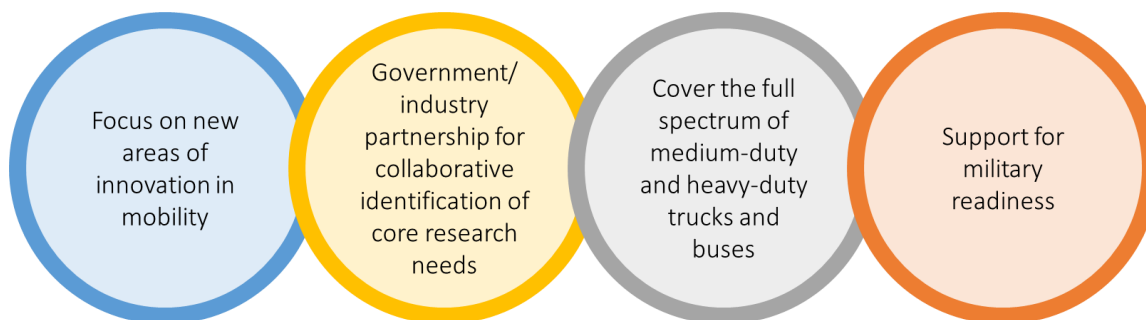 Focus on new
areas of
innovation in
mobility
Government/
industry
partnership for
collaborative
identification of
core research
needs
Cover the full
spectrum of
medium-duty
and heavy-duty
trucks and
buses
Support for
military
readiness